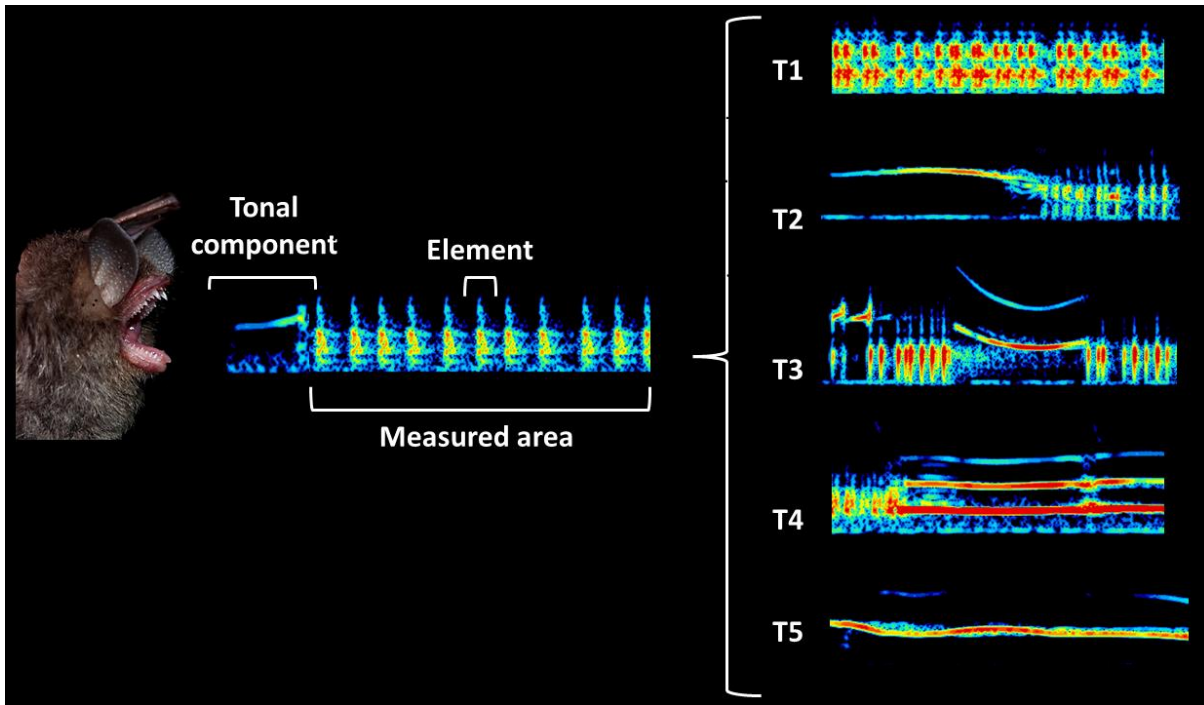 Tonal
component
Element
Measured area
T1
T2
T3
T4
T5